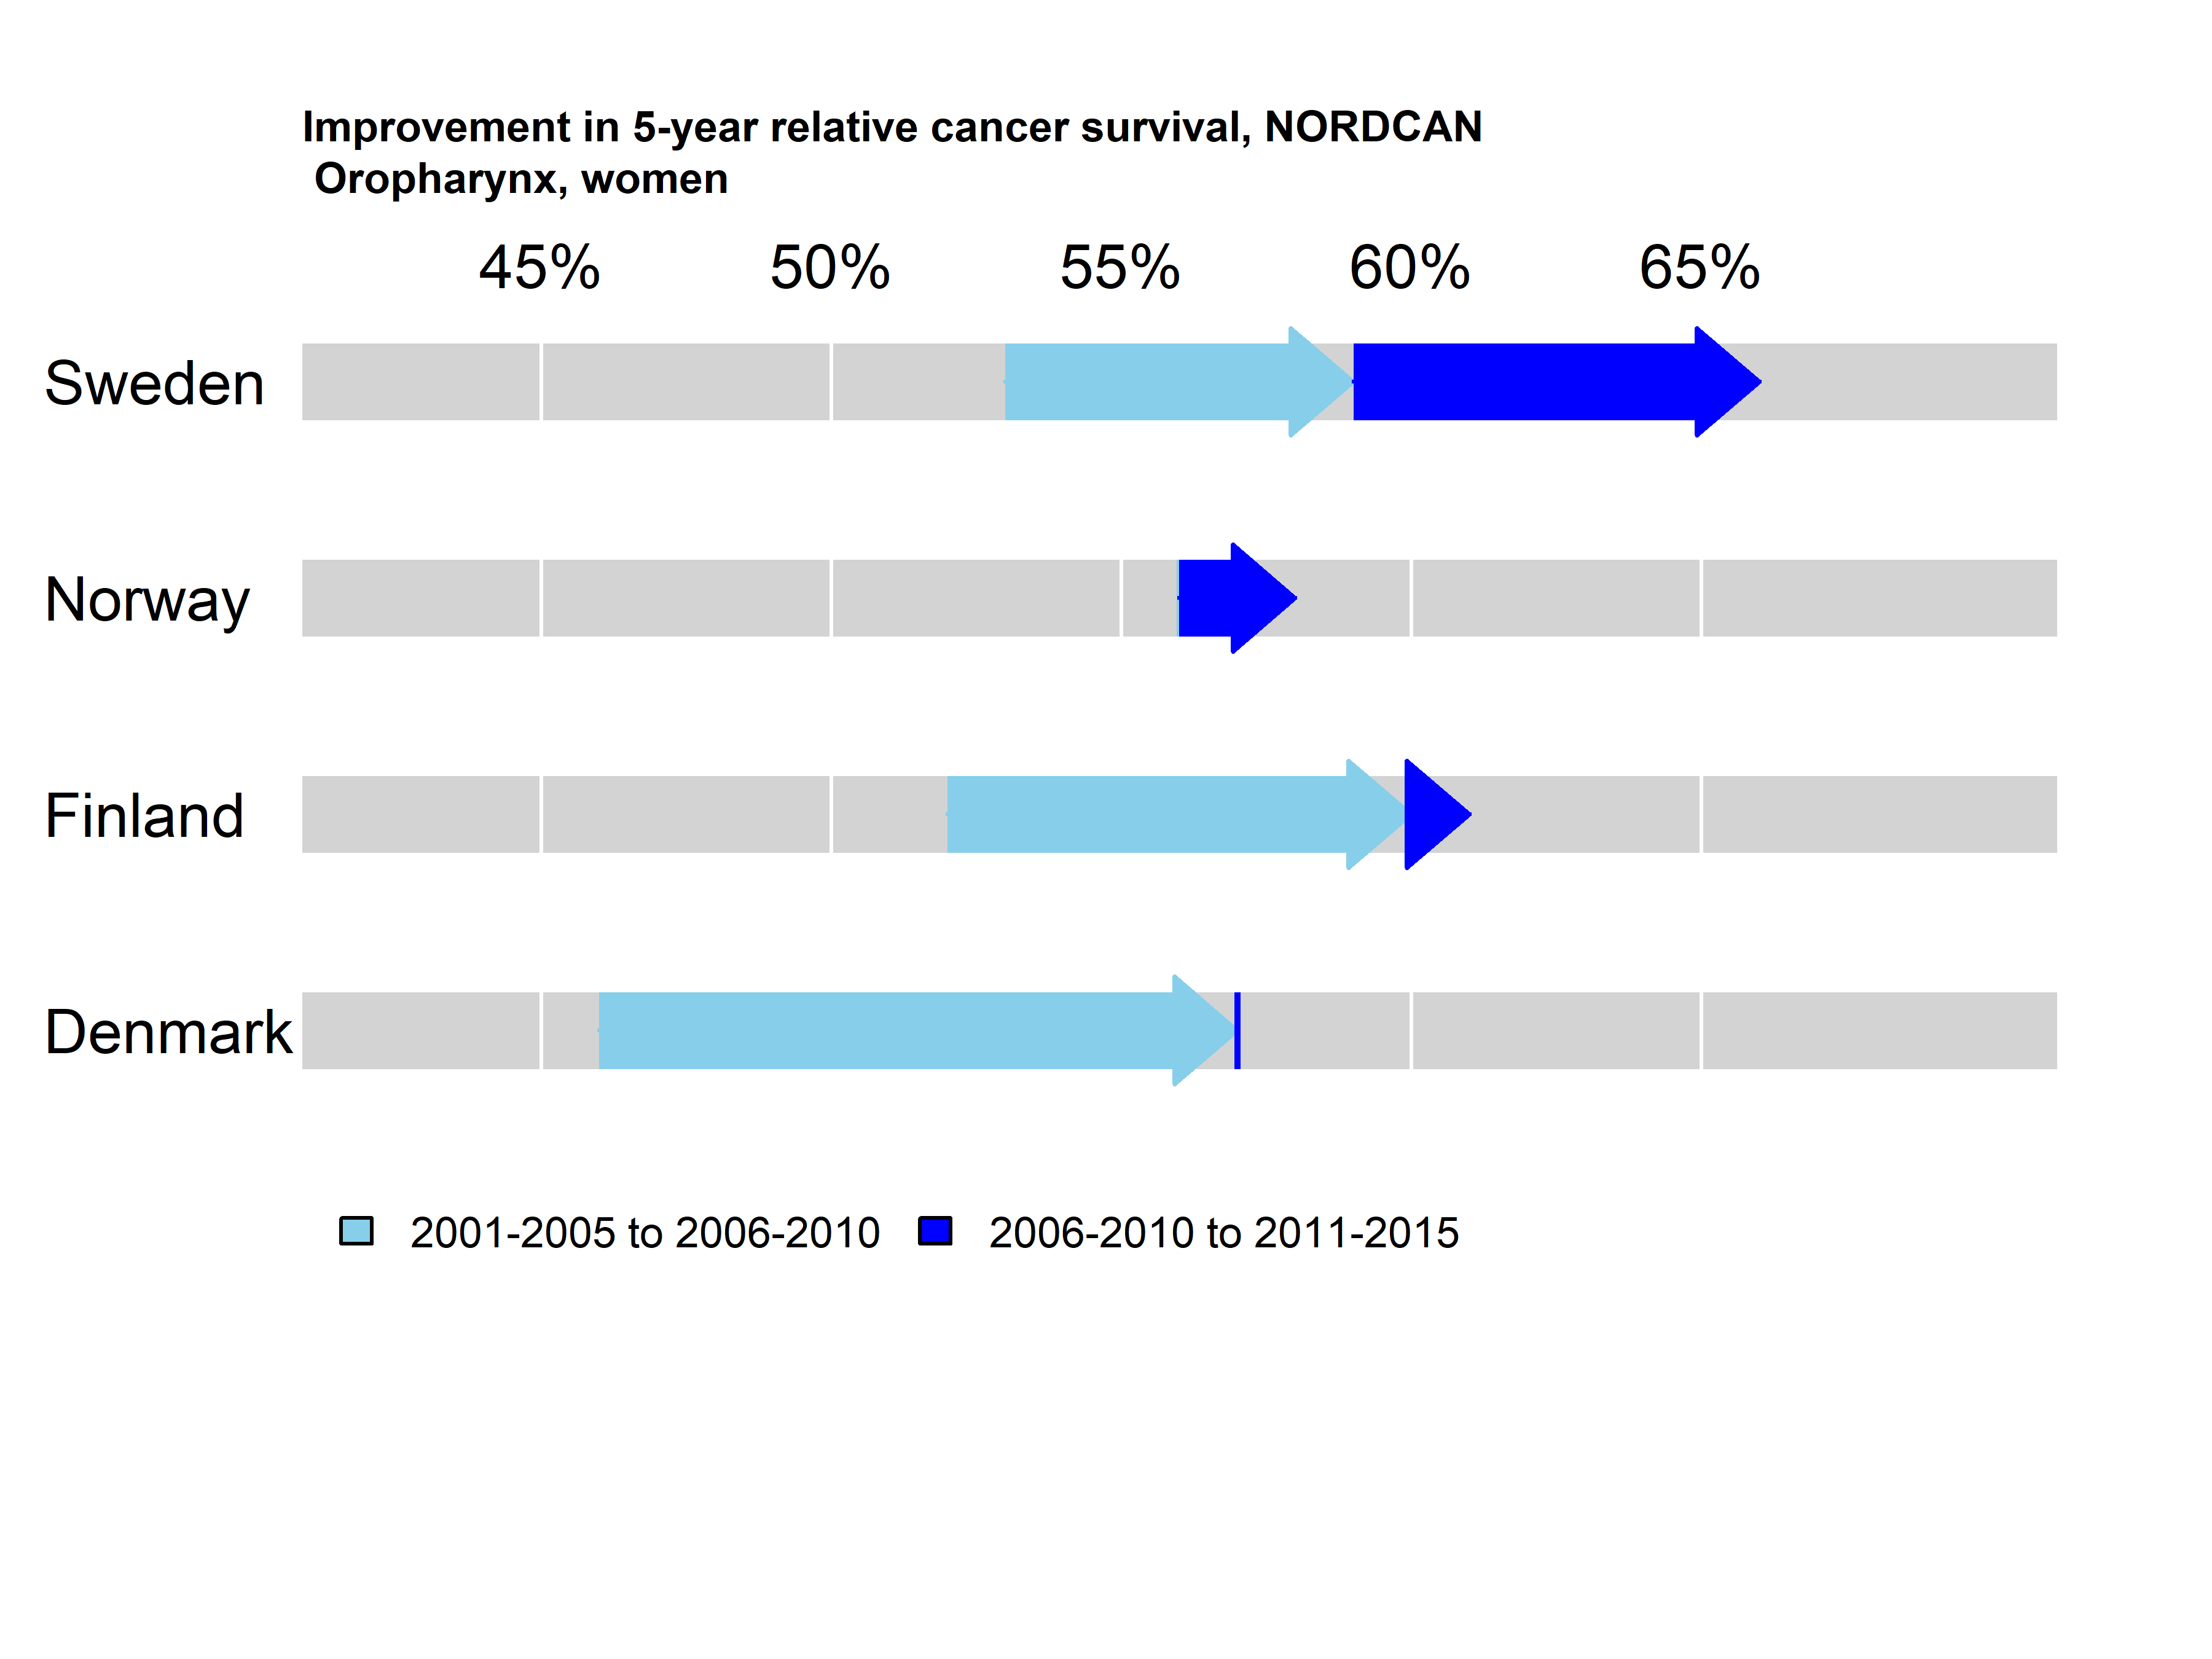 Improvement in 5-year relative cancer survival, NORDCAN
Oropharynx, women
45% 50% 55% 60% 65%
Sweden
Norway
Finland
Denmark
2001-2005 to 2006-2010 2006-2010 to 2011-2015